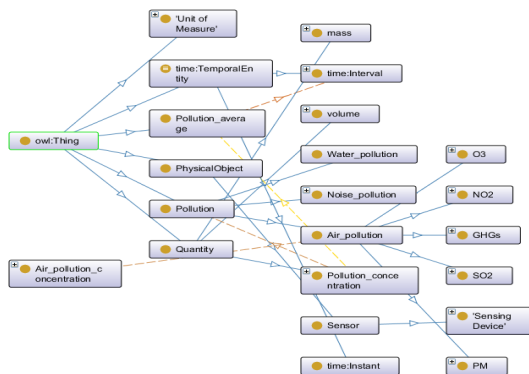 'Unit of
Measure'
mass
time:TemporalEn
tity
time:Interval
Pollution_avera
ge
volume
owl:Thing
PhysicalObject
Water_pollution
O3
Pollution
Noise_pollution
NO2
Quantity
Air_pollution
GHGs
Air_pollution_c
oncentration
Pollution_conce
ntration
SO2
Sensor
'Sensing
Device'
time:Instant
PM